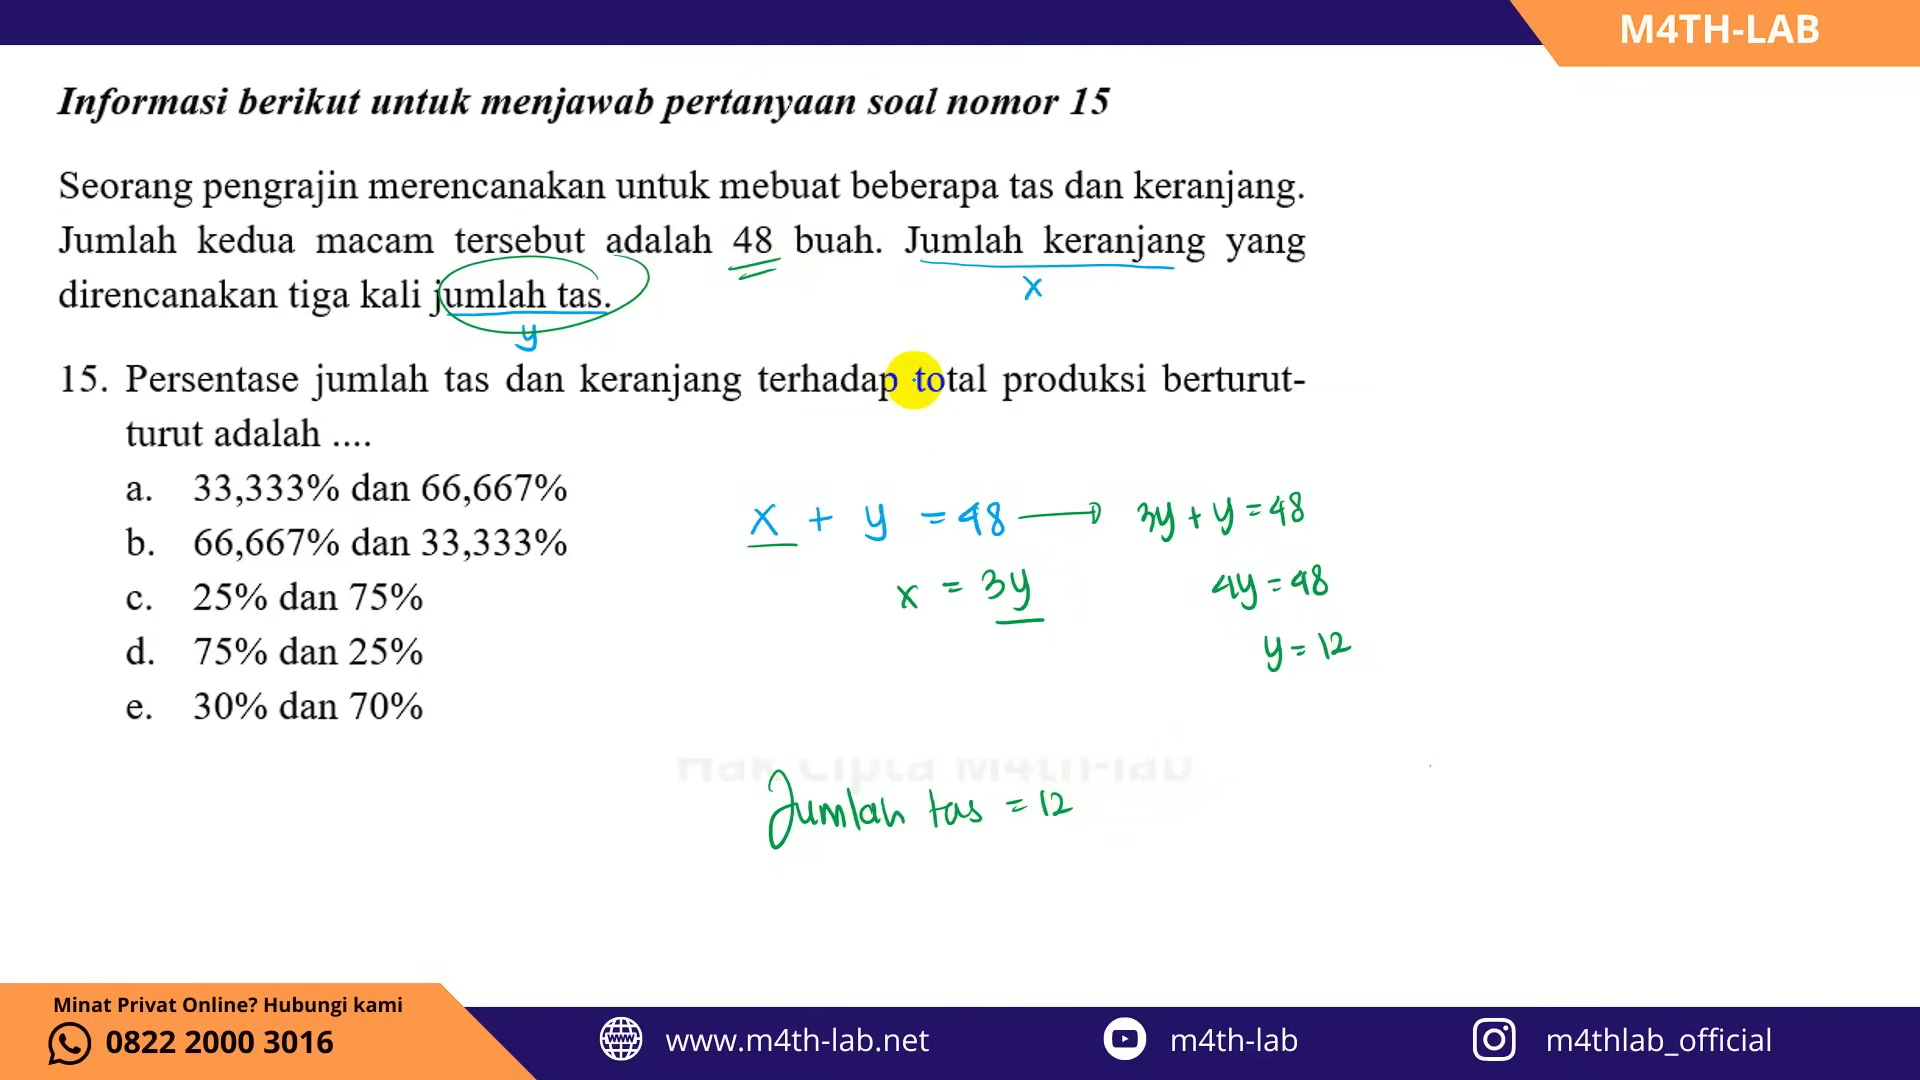 M4TH-LAB
Informasi berikut untuk menjawab pertanyaan soal nomor 15
Seorang pengrajin merencanakan untuk mebuat beberapa tas dan keranjang.
Jumlah kedua macam tersebut adalah 48 buah. Jumlah keranjang yang
x
direncanakan tiga kali jumlah tas.
y
15. Persentase jumlah tas dan keranjang terhadap total produksi berturut-
turut adalah ....
a. 33,333% dan 66,667%
b. 66,667% dan 33,333%
c. 25% dan 75%
d. 75% dan 25%
e. 30% dan 70%
x + y = 48
x = 3y
3y + y = 48
4y = 48
y = 12
Hak Cipta M4th-lab
Jumlah tas = 12
Minat Privat Online? Hubungi kami
0822 2000 3016
www.m4th-lab.net
m4th-lab
m4thlab_official